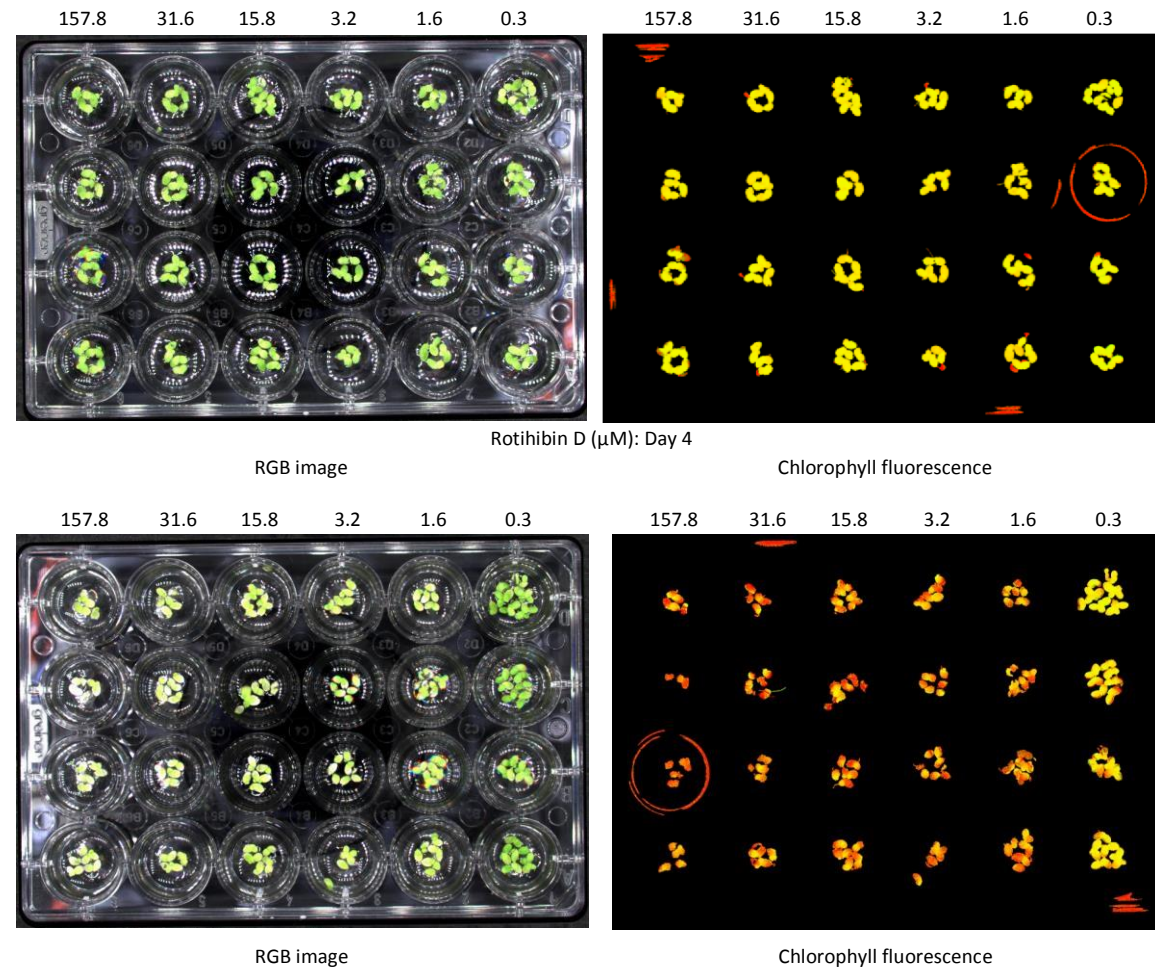 157.8 31.6 15.8 3.2 1.6 0.3 157.8 31.6 15.8 3.2 1.6 0.3
Rotihibin D (µM): Day 4
RGB image Chlorophyll fluorescence
157.8 31.6 15.8 3.2 1.6 0.3 157.8 31.6 15.8 3.2 1.6 0.3
RGB image Chlorophyll fluorescence